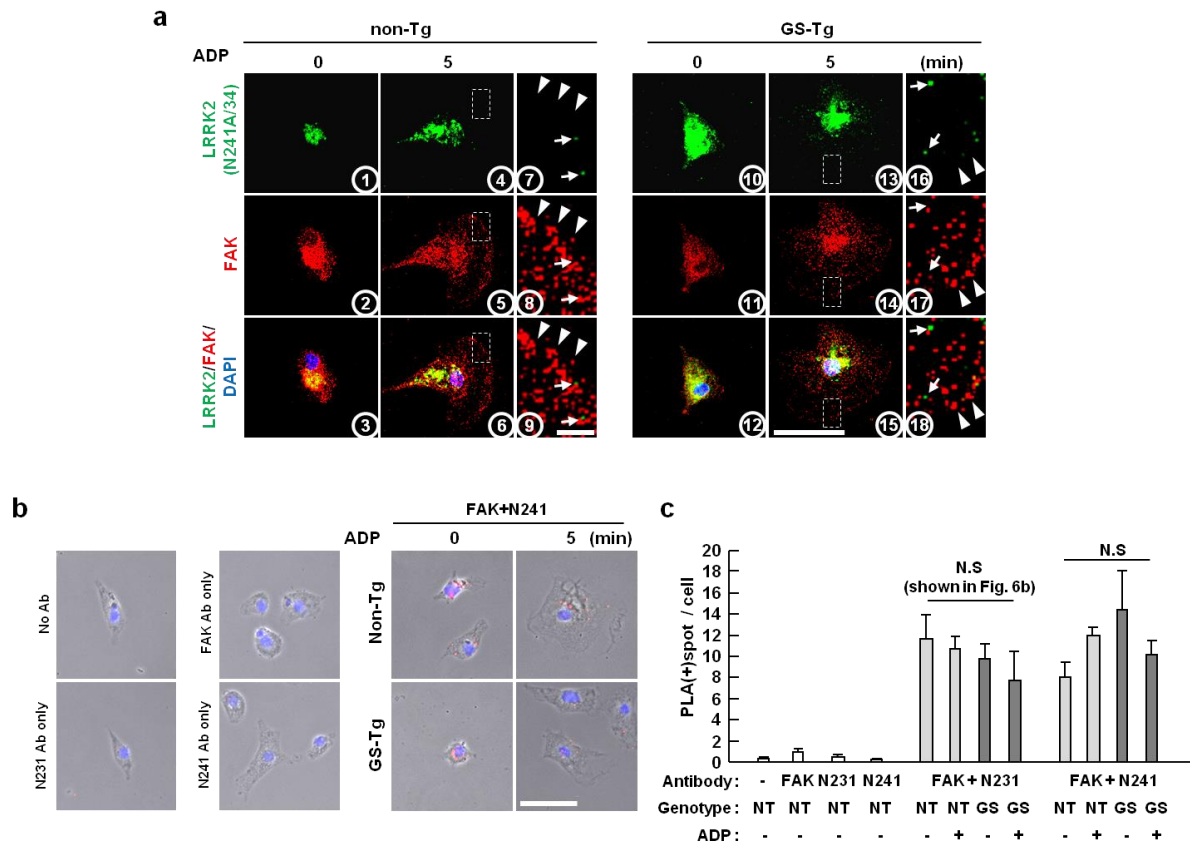 a
non-Tg GS-Tg
ADP 0 5 0 5 (min)
LRRK2
(N241A/34)
1 4 7 10 13 16
FAK
2 5 8 11 14 17
LRRK2/FAK/
DAPI
3 6 9 12 15 18
b
FAK+N241
ADP 0 5 (min)
No Ab
FAK Ab only
Non-Tg
N231 Ab only
N241 Ab only
GS-Tg
c
PLA(+)spot / cell
20
18
16
14
12
10
8
6
4
2
0
N.S
(shown in Fig. 6b)
N.S
Antibody : - FAK N231 N241 FAK + N231 FAK + N241
Genotype : NT NT NT NT NT NT GS GS NT NT GS GS
ADP : - - - - - + - + - + - +